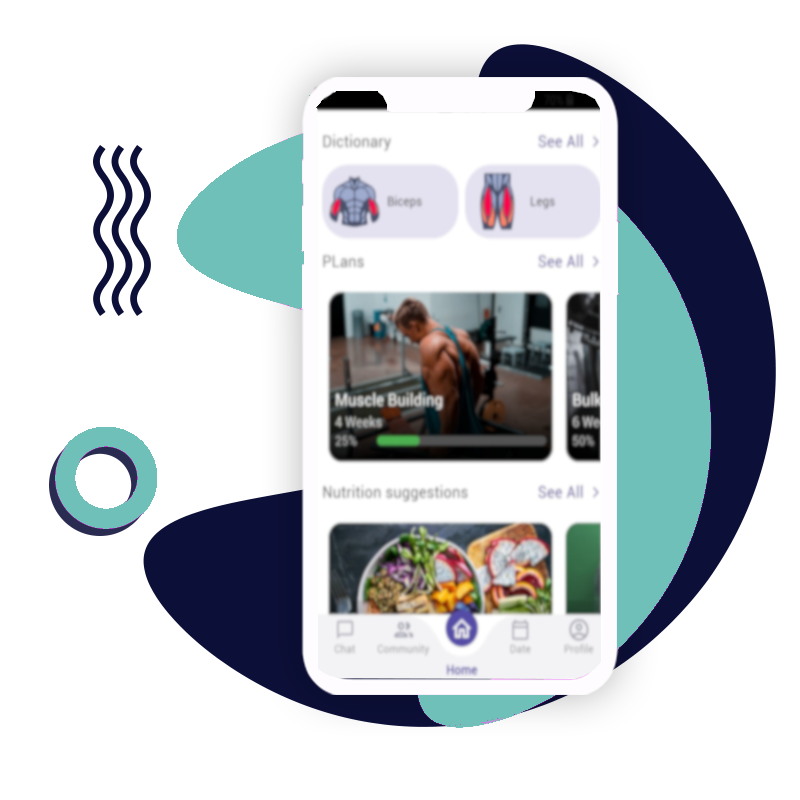 Dictionary See All
Biceps Legs
PLans See All
Muscle Building Bulk
4 Weeks 6 We
25% 50%
Nutrition suggestions See All
Chat Community Date Profile
Home